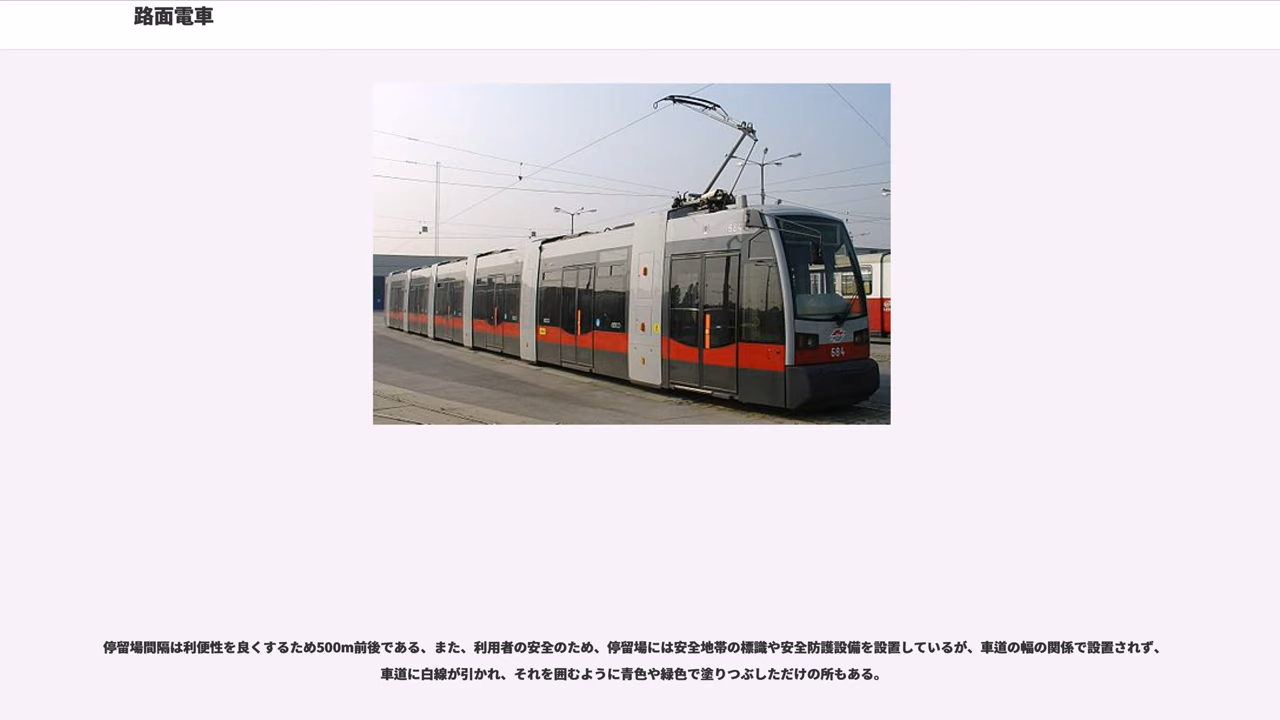 路面電車
684
684
停留場間隔は利便性を良くするため500m前後である、また、利用者の安全のため、停留場には安全地帯の標識や安全防護設備を設置しているが、車道の幅の関係で設置されず、
車道に白線が引かれ、それを囲むように青色や緑色で塗りつぶしただけの所もある。